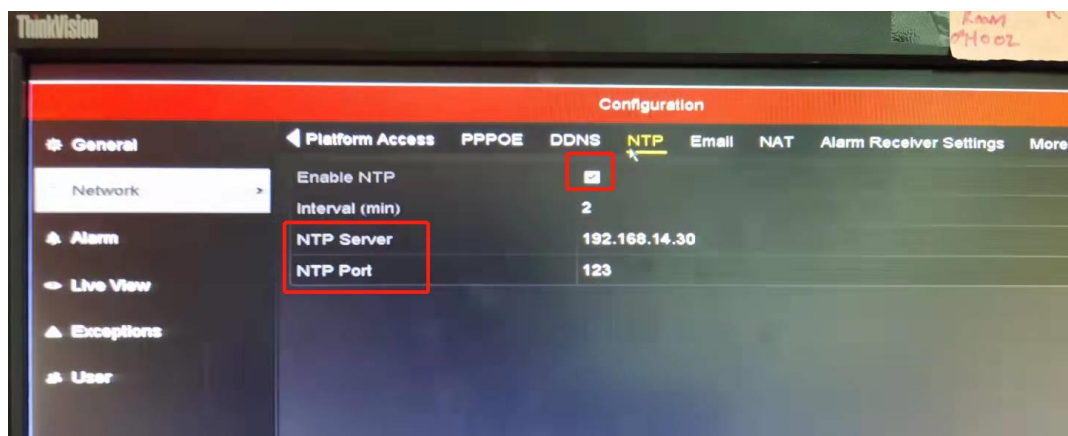 ThinkVision
Room
Configuration
General
Platform Access PPPOE DDNS NTP Email NAT Alarm Receiver Settings More
Enable NTP
Network >
Interval (min) 2
Alarm
NTP Server 192.168.14.30
NTP Port 123
Live View
Exceptions
User